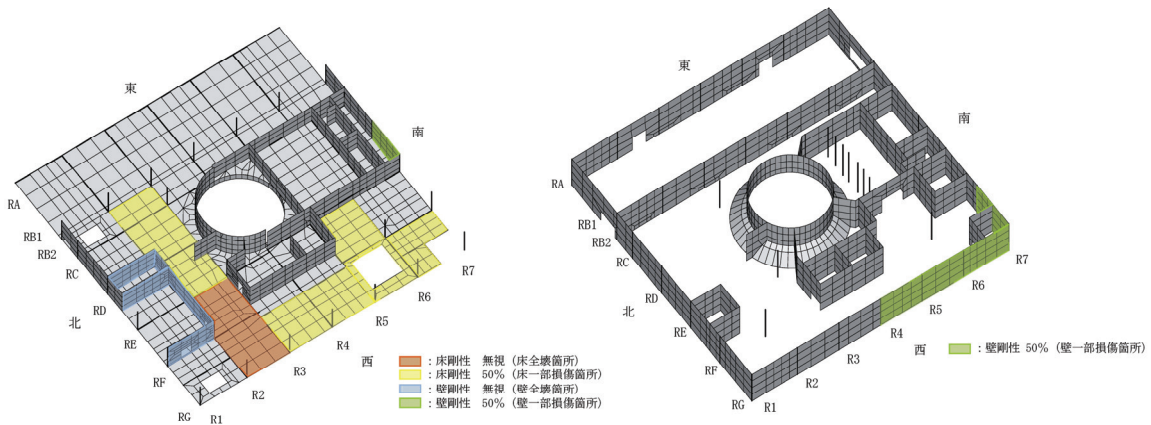 東
南
RA
RB1
RB2
RC
RD
RE
RF
RG
北
R1
R2
R3
R4
R5
R6
R7
西
：床剛性 無視（床全壊箇所）
：床剛性 50%（床一部損傷箇所）
：壁剛性 無視（壁全壊箇所）
：壁剛性 50%（壁一部損傷箇所）
東
南
RA
RB1
RB2
RC
RD
RE
RF
RG
北
R1
R2
R3
R4
R5
R6
R7
西
：壁剛性 50%（壁一部損傷箇所）